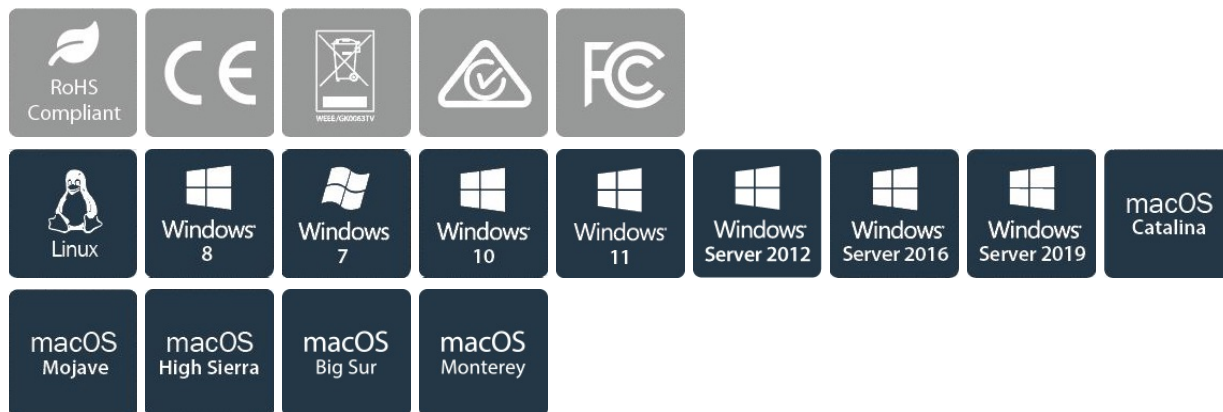 RoHS
Compliant
CE
WEEE/GK0063TV
FC
Linux
Windows
8
Windows
7
Windows
10
Windows
11
Windows
Server 2012
Windows
Server 2016
Windows
Server 2019
macOS
Catalina
macOS
Mojave
macOS
High Sierra
macOS
Big Sur
macOS
Monterey